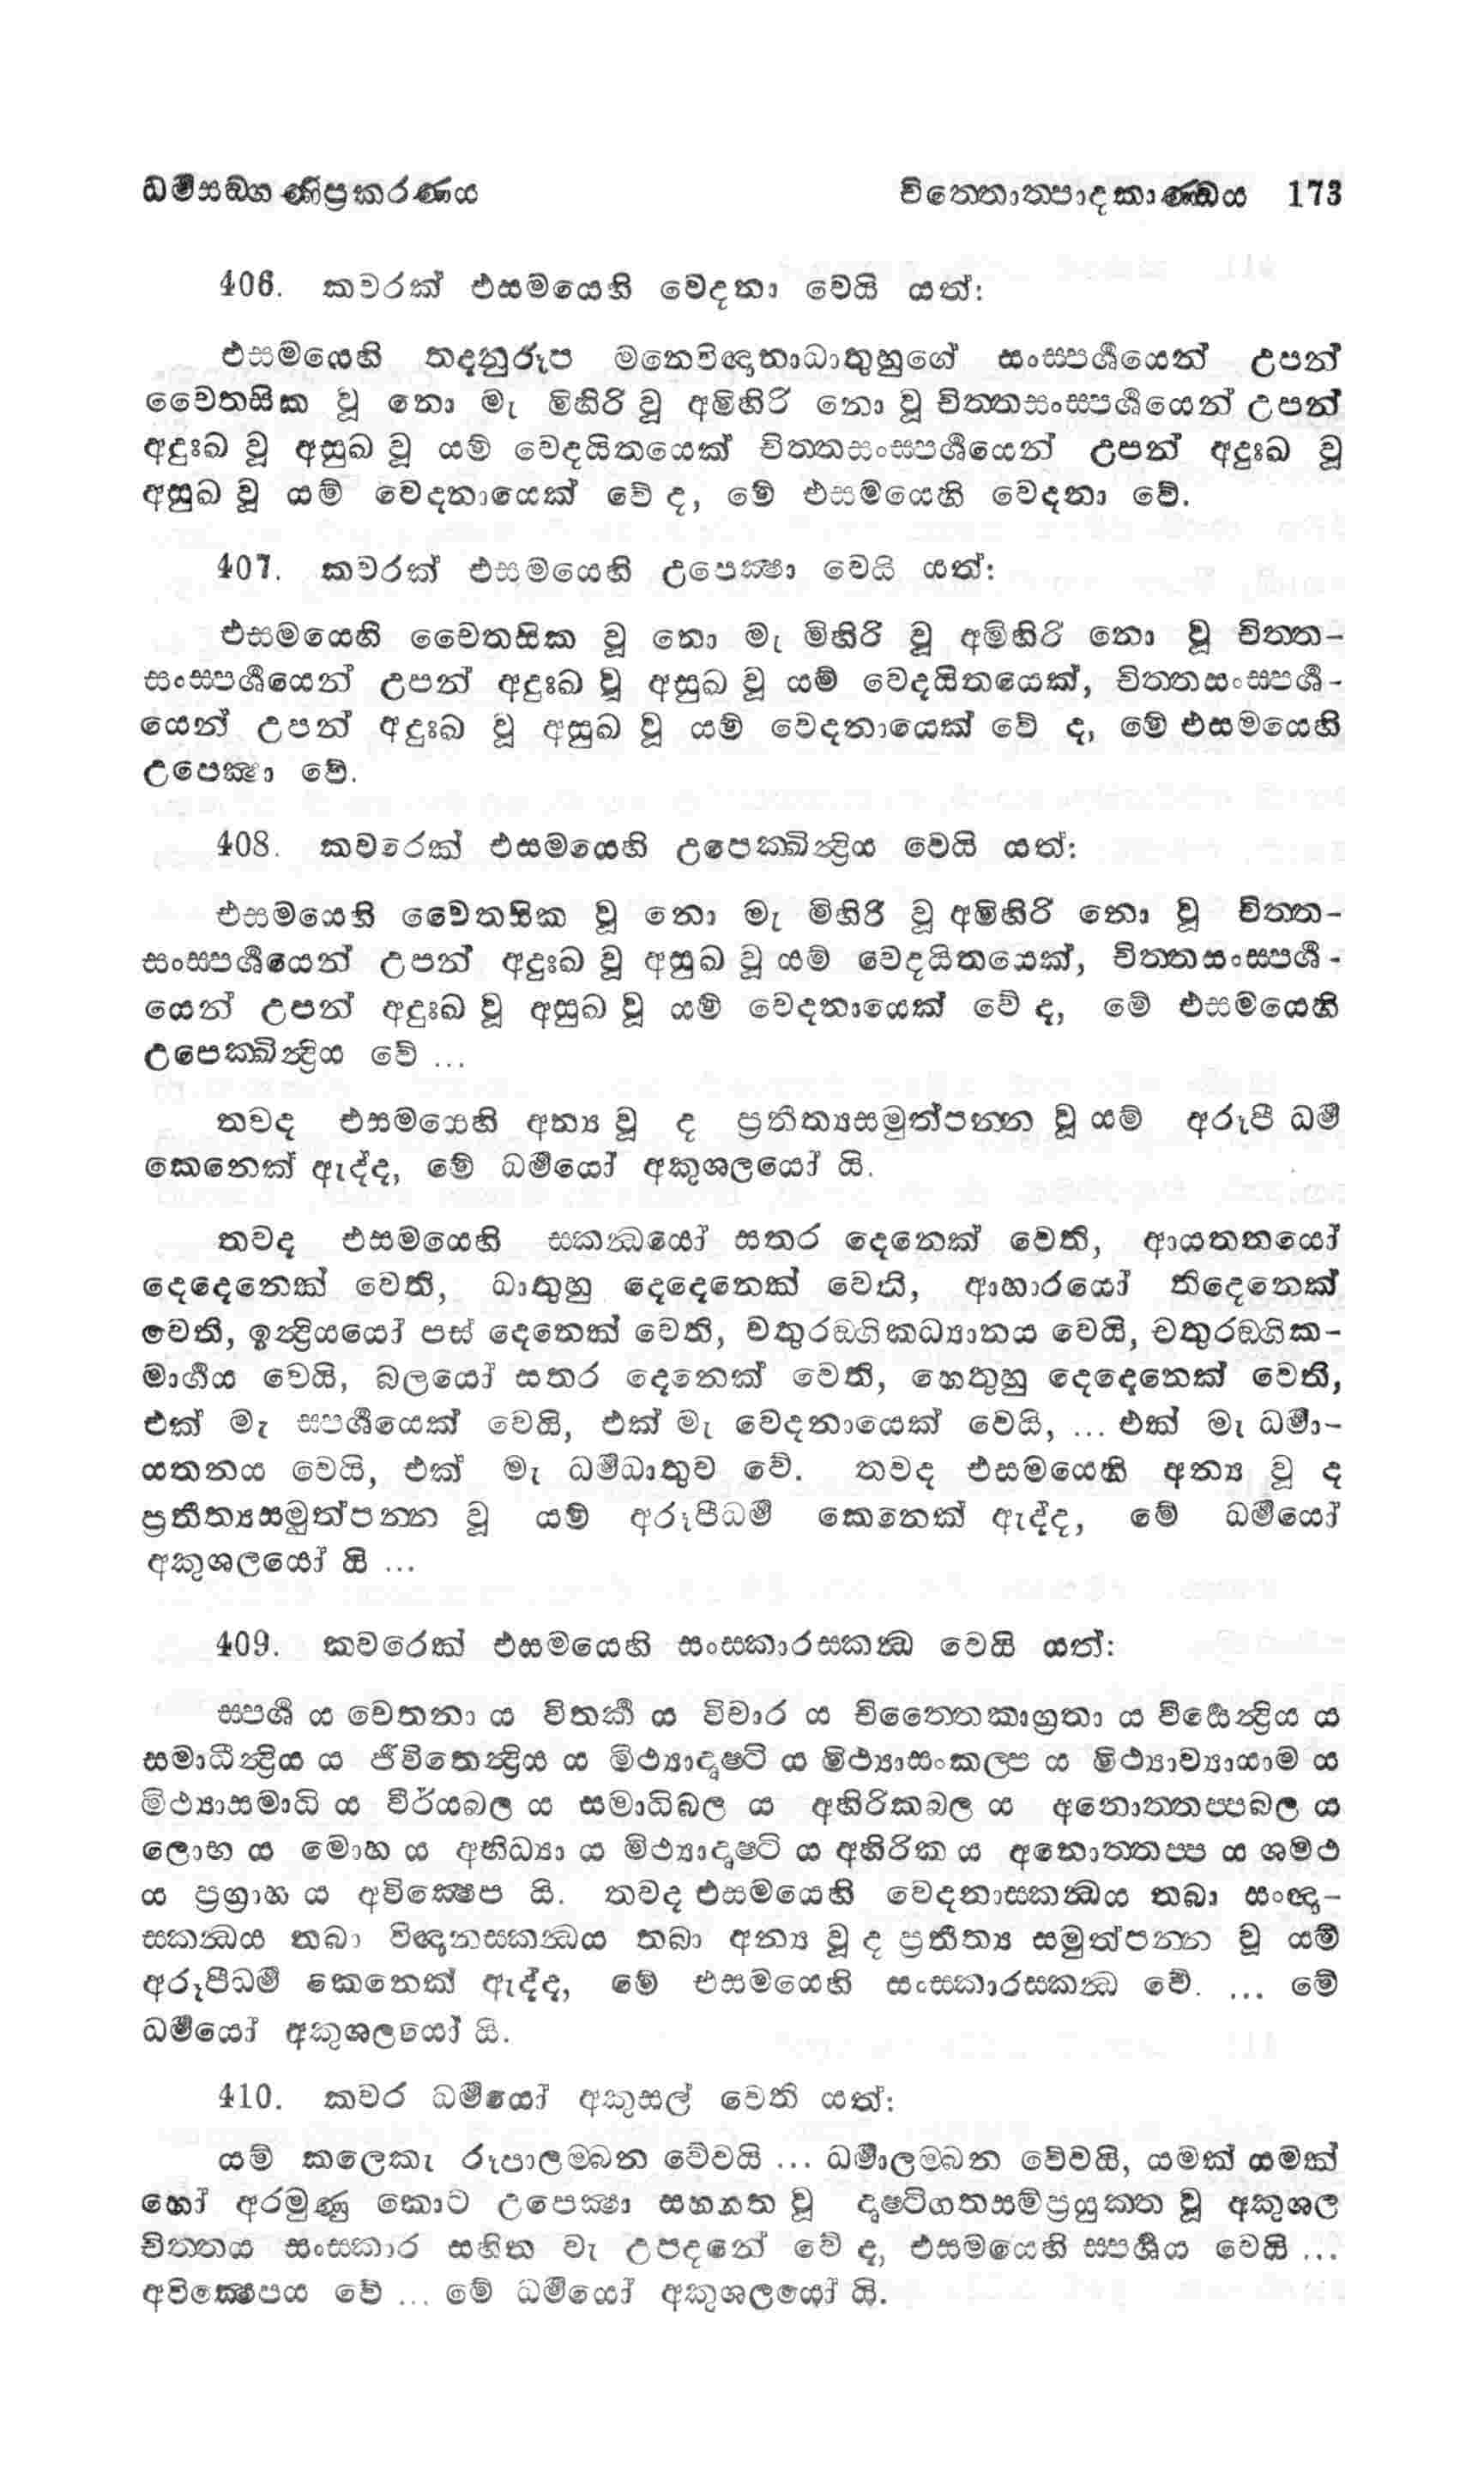 ධර්මසඞ්ගණිප්‍රකරණය චිත්තෝත්පාදකාණ්ඩය 173
406. කවරක් එසමයෙහි වේදනා වෙයි යත්:
එසමයෙහි තදනුරූප මනෝවිඥානධාතුහුගේ සංස්පර්ශයෙන් උපන්
චෛතසික වූ නො මැ මිහිරි වූ අමිහිරි නො වූ චිත්තසංස්පර්ශයෙන් උපන්
අදුඃඛ වූ අසුඛ වූ යම් වේදයිතයෙක් චිත්තසංස්පර්ශයෙන් උපන් අදුඃඛ වූ
අසුඛ වූ යම් වේදනායෙක් වේ ද, මේ එසමයෙහි වේදනා වේ.
407. කවරක් එසමයෙහි උපේක්‍ෂා වෙයි යත්:
එසමයෙහි චෛතසික වූ නො මැ මිහිරි වූ අමිහිරි නො වූ චිත්ත-
සංස්පර්ශයෙන් උපන් අදුඃඛ වූ අසුඛ වූ යම් වේදයිතයෙක්, චිත්තසංස්පර්ශ-
යෙන් උපන් අදුඃඛ වූ අසුඛ වූ යම් වේදනායෙක් වේ ද, මේ එසමයෙහි
උපේක්‍ෂා වේ.
408. කවරෙක් එසමයෙහි උපෙක්ඛින්‍ද්‍රිය වෙයි යත්:
එසමයෙහි චෛතසික වූ නො මැ මිහිරි වූ අමිහිරි නො වූ චිත්ත-
සංස්පර්ශයෙන් උපන් අදුඃඛ වූ අසුඛ වූ යම් වේදයිතයෙක්, චිත්තසංස්පර්ශ-
යෙන් උපන් අදුඃඛ වූ අසුඛ වූ යම් වේදනායෙක් වේ ද, මේ එසමයෙහි
උපෙක්ඛින්‍ද්‍රිය වේ ...
තවද එසමයෙහි අන්‍ය වූ ද ප්‍රතීත්‍යසමුත්පන්න වූ යම් අරූපී ධර්ම
කෙනෙක් ඇද්ද, මේ ධර්මයෝ අකුශලයෝ යි.
තවද එසමයෙහි ස්කන්‍ධයෝ සතර දෙනෙක් වෙති, ආයතනයෝ
දෙදෙනෙක් වෙති, ධාතුහු දෙදෙනෙක් වෙති, ආහාරයෝ තිදෙනෙක්
වෙති, ඉන්‍ද්‍රියයෝ පස් දෙනෙක් වෙති, චතුරඞ්ගිකධ්‍යානය වෙයි, චතුරඞ්ගික-
මාර්ගය වෙයි, බලයෝ සතර දෙනෙක් වෙති, හේතුහු දෙදෙනෙක් වෙති,
එක් මැ ස්පර්ශයෙක් වෙයි, එක් මැ වේදනායෙක් වෙයි, ... එක් මැ ධර්මා-
යතනය වෙයි, එක් මැ ධර්මධාතුව වේ. තවද එසමයෙහි අන්‍ය වූ ද
ප්‍රතීත්‍යසමුත්පන්න වූ යම් අරූපීධර්ම කෙනෙක් ඇද්ද, මේ ධර්මයෝ
අකුශලයෝ යි ...
409. කවරෙක් එසමයෙහි සංස්කාරස්කන්‍ධ වෙයි යත්:
ස්පර්ශ ය චේතනා ය විතර්ක ය විචාර ය චිත්තෛකාග්‍රතා ය වීර්‍ය්‍යෙන්‍ද්‍රිය ය
සමාධීන්‍ද්‍රිය ය ජීවිතේන්‍ද්‍රිය ය මිථ්‍යාදෘෂ්ටි ය මිථ්‍යාසංකල්ප ය මිථ්‍යාව්‍යායාම ය
මිථ්‍යාසමාධි ය වීර්යබල ය සමාධිබල ය අහිරිකබල ය අනොත්තප්පබල ය
ලොභ ය මොහ ය අභිධ්‍යා ය මිථ්‍යාදෘෂ්ටි ය අහිරික ය අනොත්තප්ප ය ශමථ
ය ප්‍රග්‍රාහ ය අවික්‍ෂෙප යි. තවද එසමයෙහි වේදනාස්කන්‍ධය තබා සංඥා-
ස්කන්‍ධය තබා විඥානස්කන්‍ධය තබා අන්‍ය වූ ද ප්‍රතීත්‍ය සමුත්පන්න වූ යම්
අරූපීධර්ම කෙනෙක් ඇද්ද, මේ එසමයෙහි සංස්කාරස්කන්‍ධ වේ. ... මේ
ධර්මයෝ අකුශලයෝ යි.
410. කවර ධර්මයෝ අකුසල් වෙති යත්:
යම් කලෙකැ රූපාලම්බන වේවයි ... ධර්මාලම්බන වේවයි, යමක් යමක්
හෝ අරමුණු කොට උපේක්‍ෂා සහගත වූ දෘෂ්ටිගතසම්ප්‍රයුක්ත වූ අකුශල
චිත්තය සංස්කාර සහිත වැ උපදනේ වේ ද, එසමයෙහි ස්පර්ශය වෙයි ...
අවික්‍ෂෙපය වේ ... මේ ධර්මයෝ අකුශලයෝ යි.